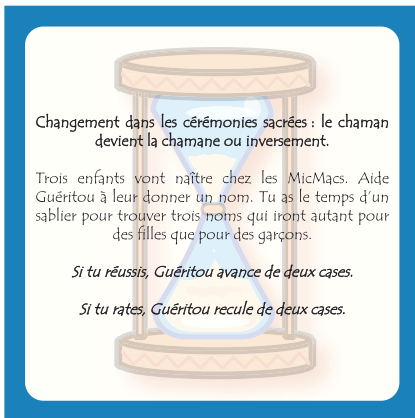 Changement dans les cérémonies sacrées : le chaman
devient la chamane ou inversement.
Trois enfants vont naître chez les MicMacs. Aide
Guéritou à leur donner un nom. Tu as le temps d'un
sablier pour trouver trois noms qui iront autant pour
des filles que pour des garçons.
Si tu réussis, Guéritou avance de deux cases.
Si tu rates, Guéritou recule de deux cases.